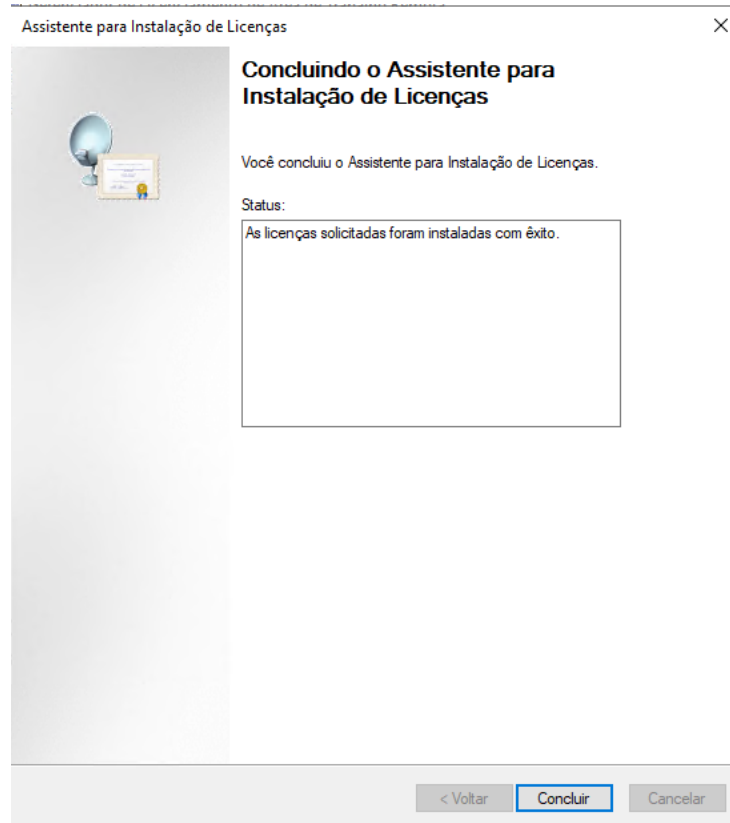 Assistente para Instalação de Licenças
Concluindo o Assistente para
Instalação de Licenças
Você concluiu o Assistente para Instalação de Licenças.
Status:
As licenças solicitadas foram instaladas com êxito.
< Voltar
Concluir
Cancelar